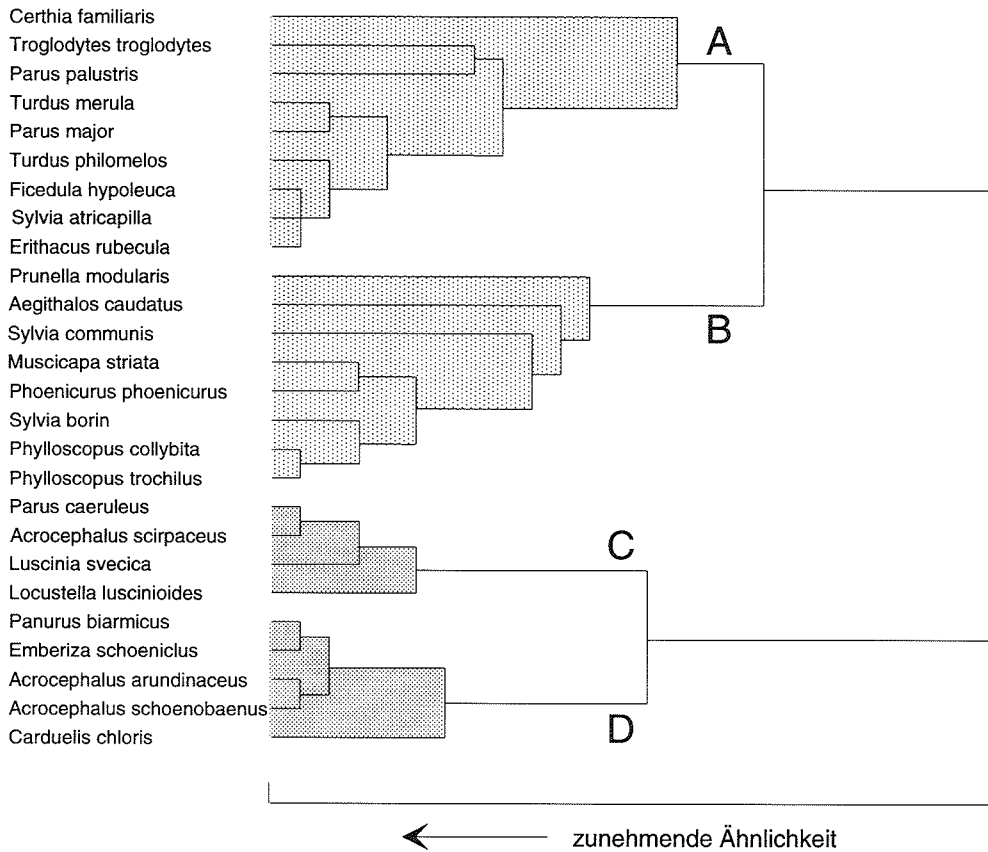 Certhia familiaris
Troglodytes troglodytes
Parus palustris
Turdus merula
Parus major
Turdus philomelos
Ficedula hypoleuca
Sylvia atricapilla
Erithacus rubecula
Prunella modularis
Aegithalos caudatus
Sylvia communis
Muscicapa striata
Phoenicurus phoenicurus
Sylvia borin
Phylloscopus collybita
Phylloscopus trochilus
Parus caeruleus
Acrocephalus scirpaceus
Luscinia svecica
Locustella luscinioides
Panurus biarmicus
Emberiza schoeniclus
Acrocephalus arundinaceus
Acrocephalus schoenobaenus
Carduelis chloris
A
B
C
D
zunehmende Ähnlichkeit